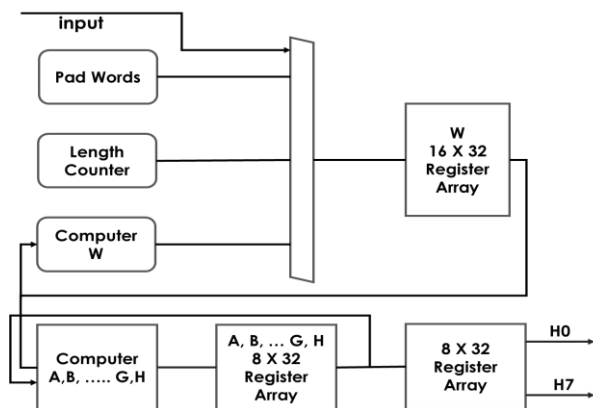 input
Pad Words
Length
Counter
Computer
W
W
16 X 32
Register
Array
Computer
A,B, ..... G,H
A, B, ... G, H
8 X 32
Register
Array
8 X 32
Register
Array
H0
H7